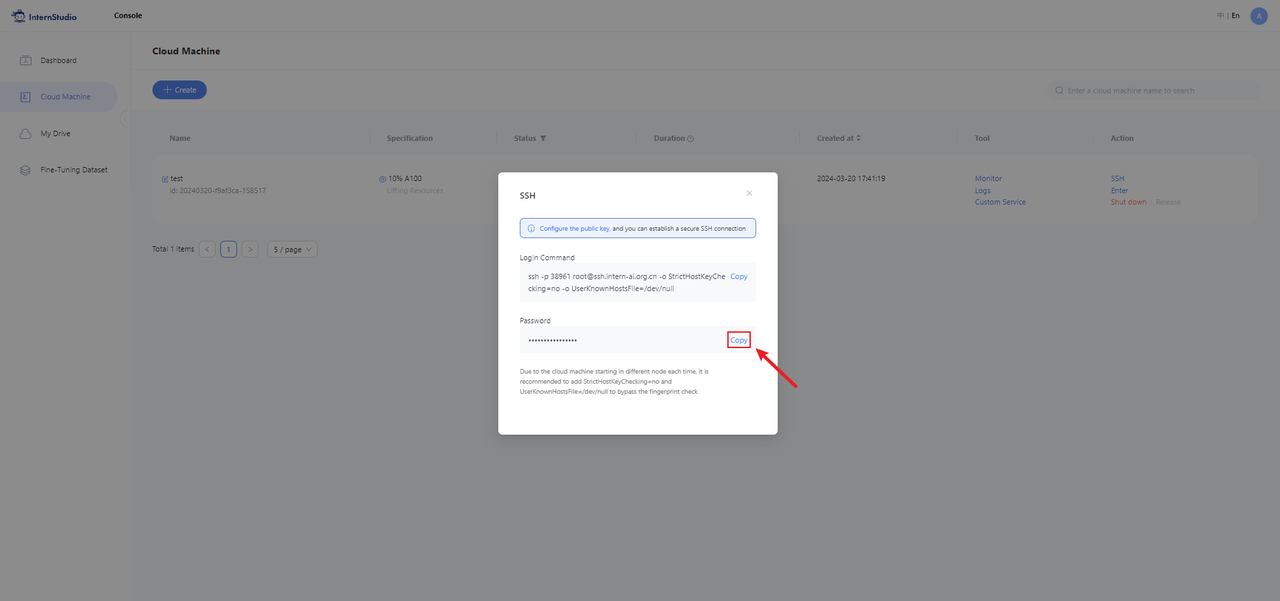 InternStudio
Console
中 | En
A
Dashboard
Cloud Machine
My Drive
Fine-Tuning Dataset
Cloud Machine
+ Create
Enter a cloud machine name to search
Name
Specification
Status
Duration
Created at
Tool
Action
test
id: 20240320-f9af3ca-158517
10% A100
Lifting Resources
2024-03-20 17:41:19
Monitor
Logs
Custom Service
SSH
Enter
Shut down
Release
Total 1 items
<
1
>
5 / page
SSH
Configure the public key, and you can establish a secure SSH connection
Login Command
ssh -p 38961 root@ssh.intern-ai.org.cn -o StrictHostKeyChe
cking=no -o UserKnownHostsFile=/dev/null
Copy
Password
••••••••••••••••
Copy
Due to the cloud machine starting in different node each time, it is
recommended to add StrictHostKeyChecking=no and
UserKnownHostsFile=/dev/null to bypass the fingerprint check